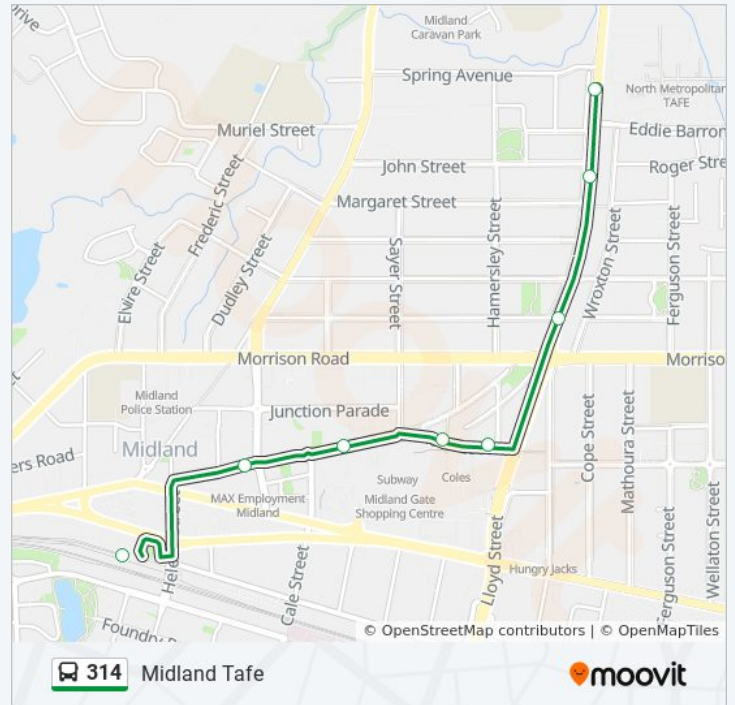 Drive
Midland
Caravan Park
Spring Avenue
North Metropolitan
TAFE
Muriel Street
Eddie Barron
John Street
Roger Stre
Margaret Street
Frederic Street
Elvire Street
Dudley Street
Sayer Street
Hamersley Street
Wroxton Street
Ferguson Street
Morrison Road
Morriso
Midland
Police Station
Junction Parade
Midland
ers Road
Cope Street
Mathoura Street
Subway
Coles
MAX Employment
Midland
Midland Gate
Shopping Centre
Hele
Cale Street
Lloyd Street
Hungry Jacks
Ferguson Street
Wellaton Street
Foundry
© OpenStreetMap contributors | © OpenMapTiles
314 Midland Tafe
moovit